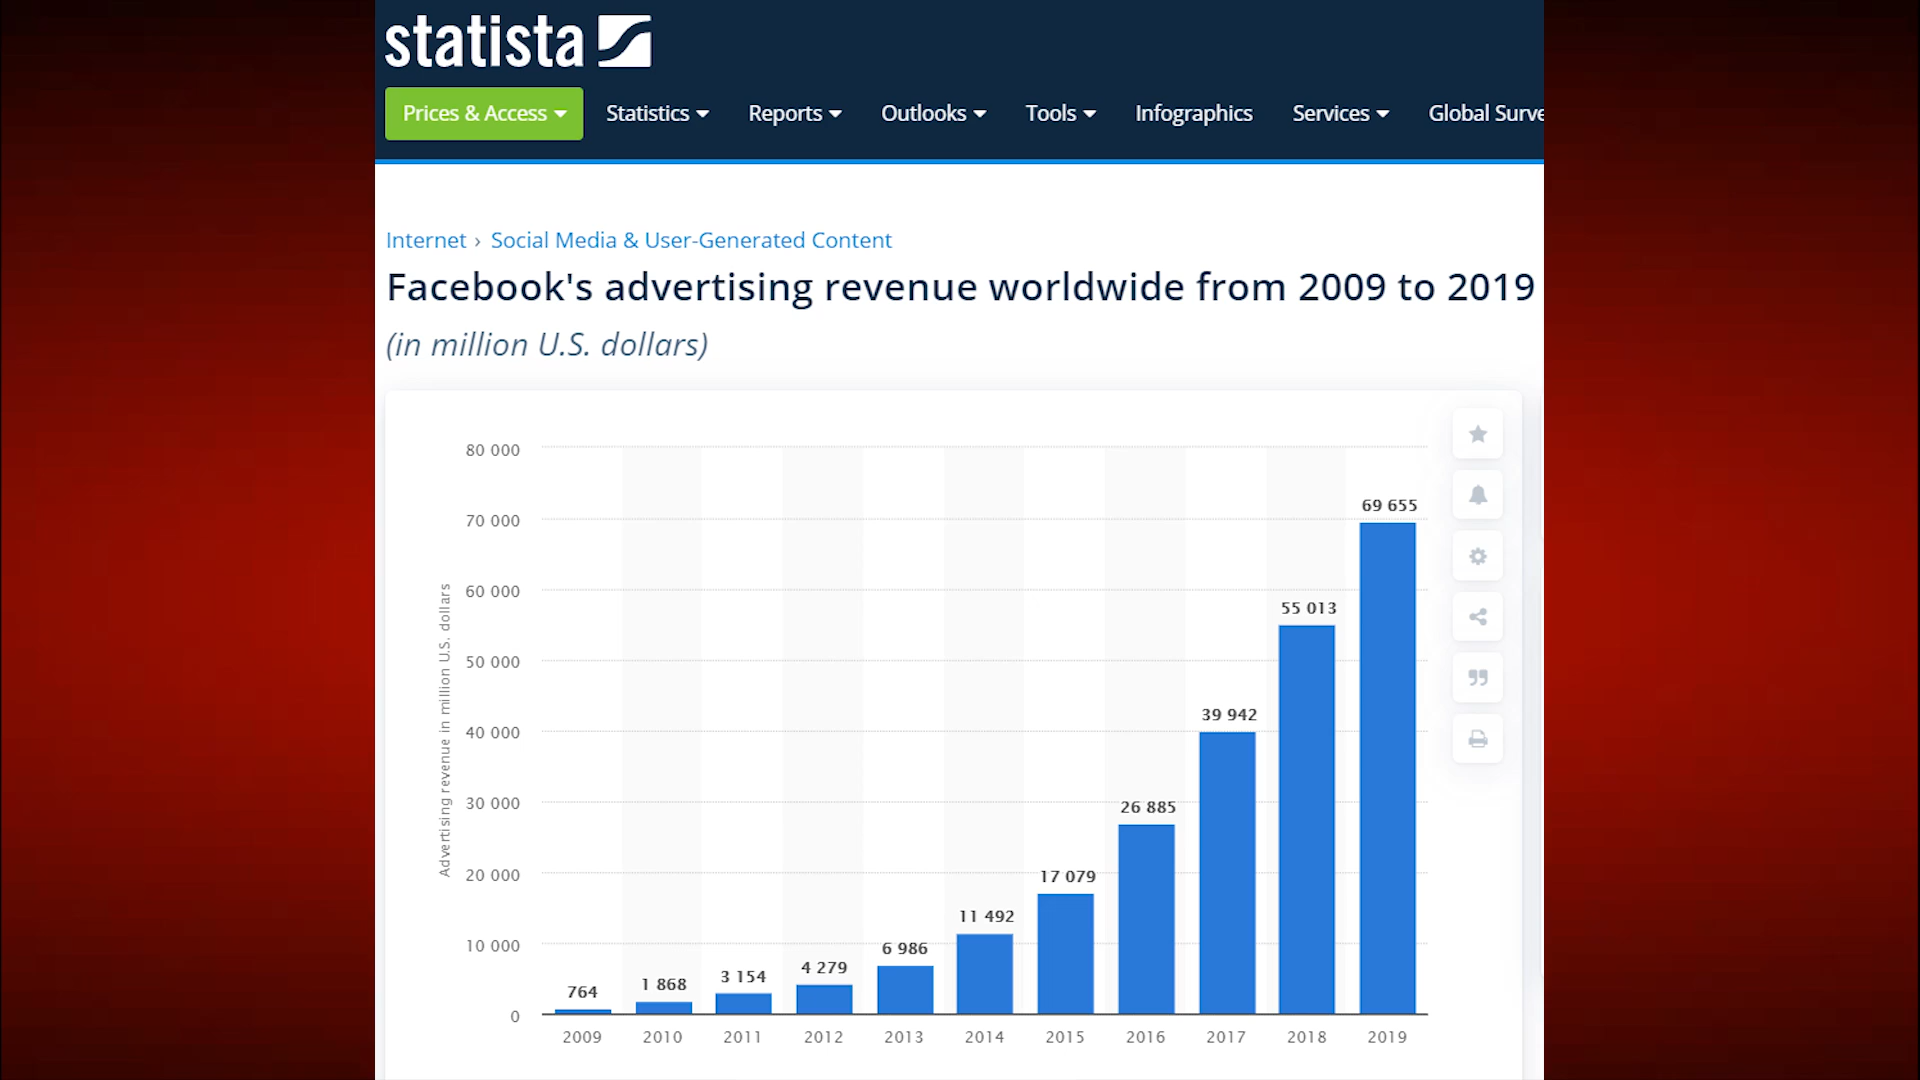 statista
Prices & Access Statistics Reports Outlooks Tools Infographics Services Global Surve
Internet › Social Media & User-Generated Content
Facebook's advertising revenue worldwide from 2009 to 2019
(in million U.S. dollars)
Advertising revenue in million U.S. dollars
80 000
70 000
60 000
50 000
40 000
30 000
20 000
10 000
0
764
1 868
3 154
4 279
6 986
11 492
17 079
26 885
39 942
55 013
69 655
2009 2010 2011 2012 2013 2014 2015 2016 2017 2018 2019